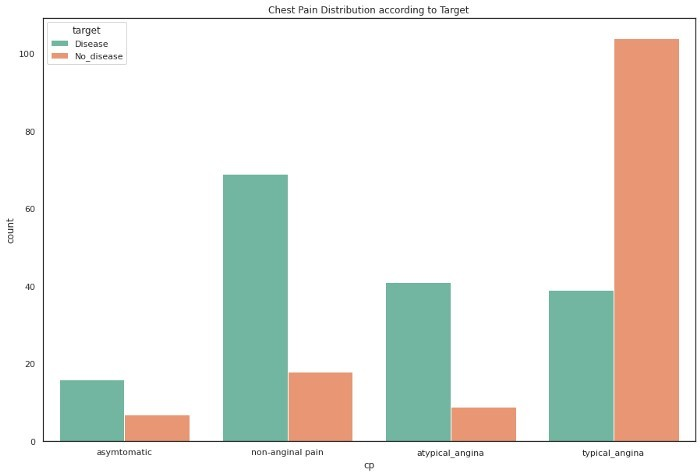 Chest Pain Distribution according to Target
target
Disease
No_disease
100
80
60
40
20
0
count
asymtomatic
non-anginal pain
atypical_angina
typical_angina
cp